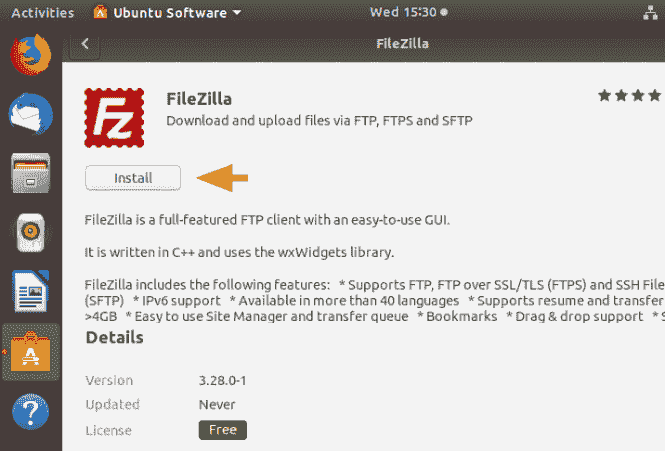 Activities Ubuntu Software Wed 15:30
FileZilla
FZ
FileZilla
Download and upload files via FTP, FTPS and SFTP
Install
FileZilla is a full-featured FTP client with an easy-to-use GUI.
It is written in C++ and uses the wxWidgets library.
FileZilla includes the following features: * Supports FTP, FTP over SSL/TLS (FTPS) and SSH File
(SFTP) * IPv6 support * Available in more than 40 languages * Supports resume and transfer
>4GB * Easy to use Site Manager and transfer queue * Bookmarks * Drag & drop support * S
Details
Version 3.28.0-1
Updated Never
License Free